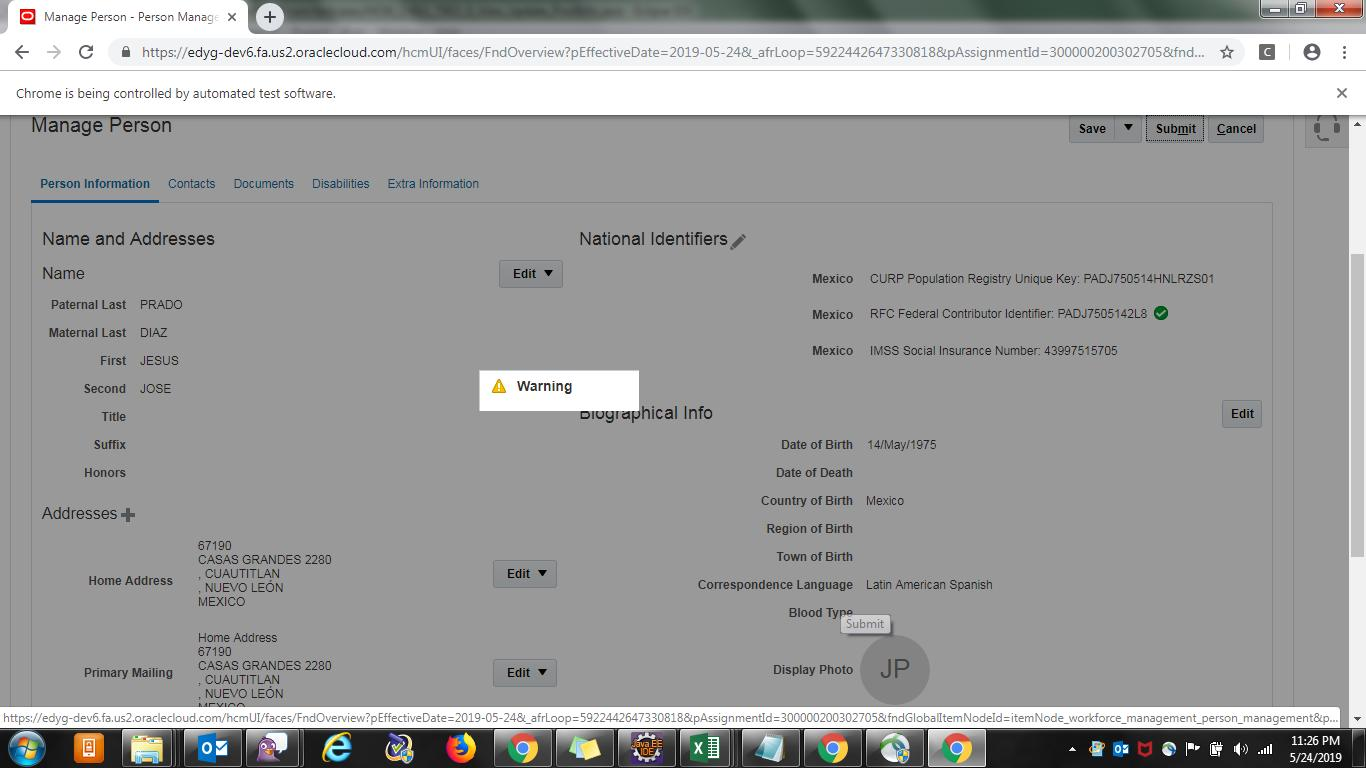 Manage Person - Person Manage
https://edyg-dev6.fa.us2.oraclecloud.com/hcmUI/faces/FndOverview?pEffectiveDate=2019-05-24&_afrLoop=5922442647330818&pAssignmentId=300000200302705&fnd...
C
Chrome is being controlled by automated test software.
Manage Person
Save
Submit
Cancel
Person Information
Contacts
Documents
Disabilities
Extra Information
Name and Addresses
Name
Edit
Paternal Last PRADO
Maternal Last DIAZ
First JESUS
Second JOSE
Title
Suffix
Honors
Addresses
Home Address
67190
CASAS GRANDES 2280
, CUAUTITLAN
, NUEVO LEÓN
MEXICO
Edit
Primary Mailing
Home Address
67190
CASAS GRANDES 2280
, CUAUTITLAN
, NUEVO LEÓN
MEXICO
Edit
National Identifiers
Mexico CURP Population Registry Unique Key: PADJ750514HNLRZS01
Mexico RFC Federal Contributor Identifier: PADJ7505142L8
Mexico IMSS Social Insurance Number: 43997515705
Warning
Biographical Info
Edit
Date of Birth 14/May/1975
Date of Death
Country of Birth Mexico
Region of Birth
Town of Birth
Correspondence Language Latin American Spanish
Blood Type
Submit
Display Photo JP
https://edyg-dev6.fa.us2.oraclecloud.com/hcmUI/faces/FndOverview?pEffectiveDate=2019-05-24&_afrLoop=5922442647330818&pAssignmentId=300000200302705&fndGlobalItemNodeId=itemNode_workforce_management_person_management&p...
Java EE
IDE
11:26 PM
5/24/2019